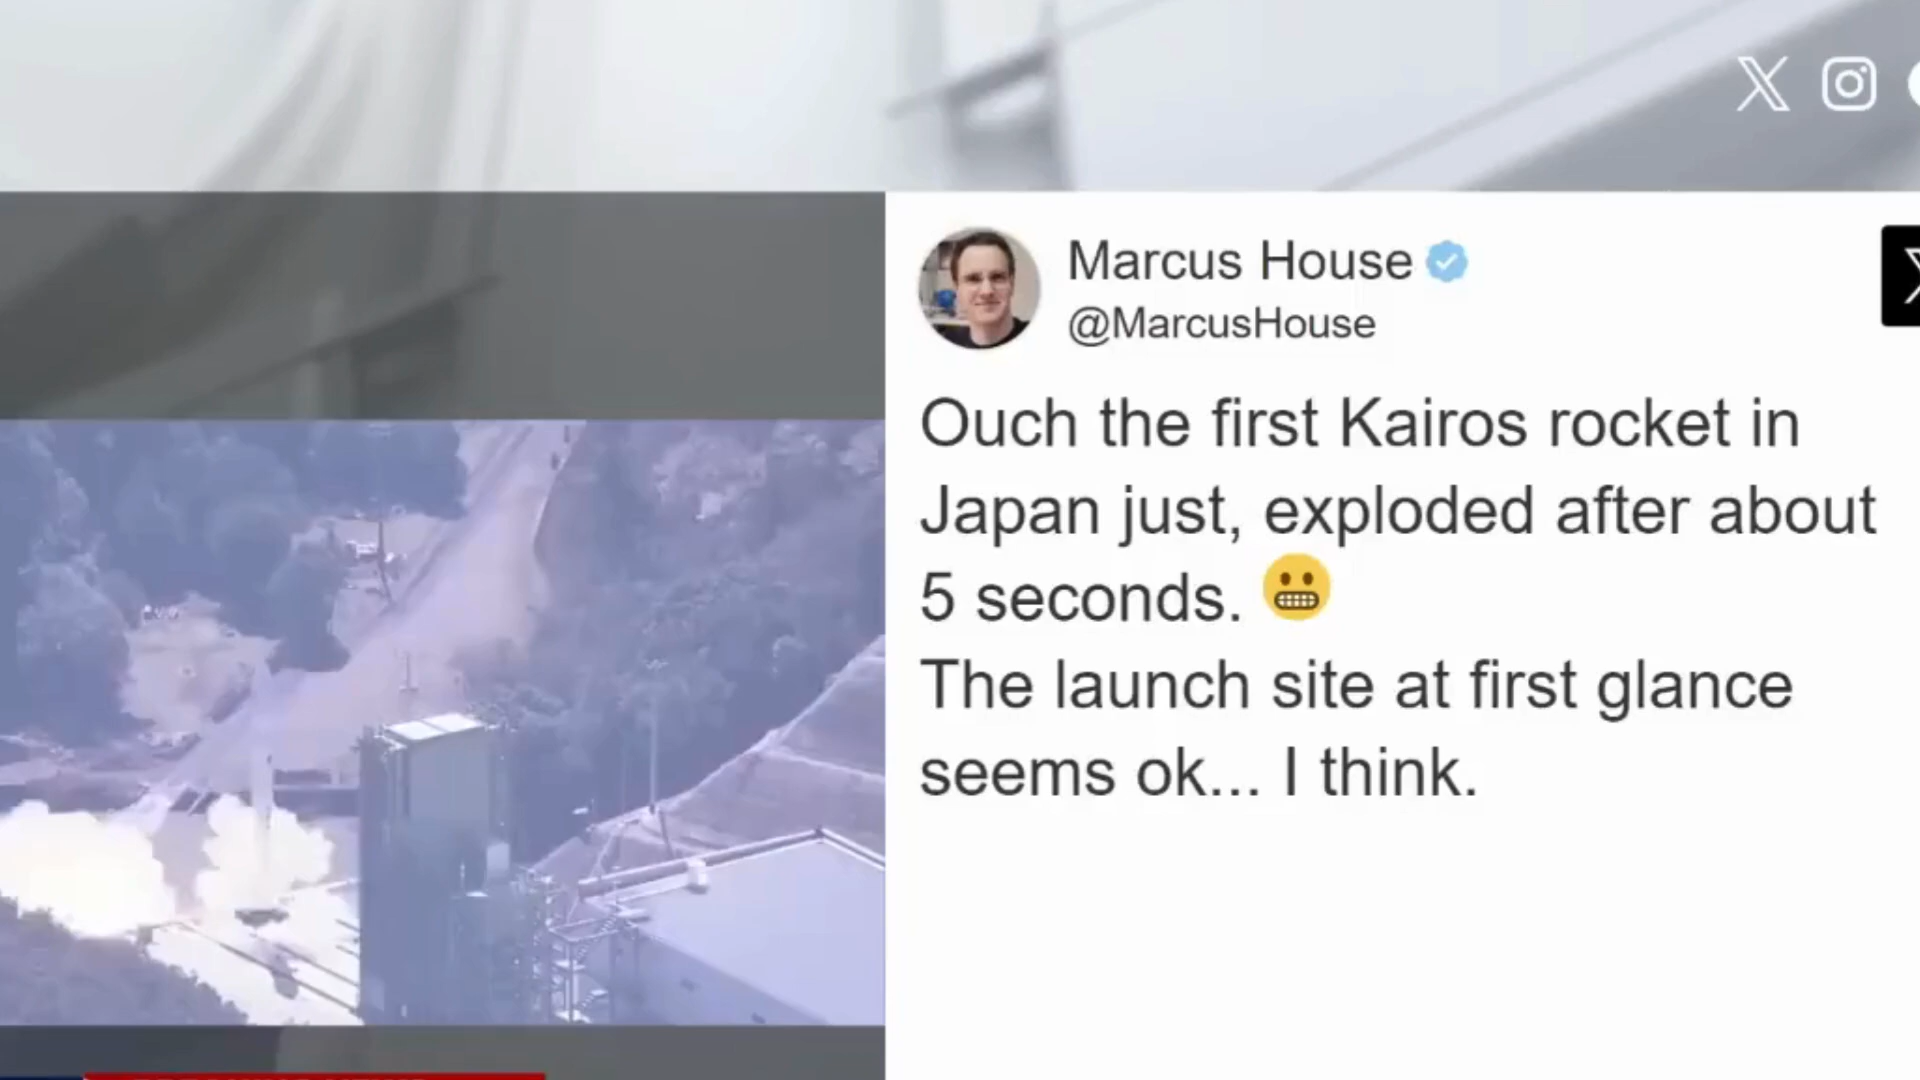 Marcus House
@MarcusHouse
Ouch the first Kairos rocket in
Japan just, exploded after about
5 seconds. 😬
The launch site at first glance
seems ok... I think.